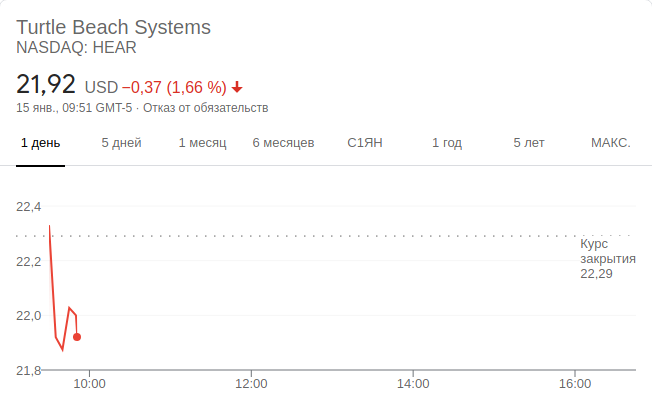 Turtle Beach Systems
NASDAQ: HEAR
21,92 USD −0,37 (1,66 %)
15 янв., 09:51 GMT-5 · Отказ от обязательств
1 день 5 дней 1 месяц 6 месяцев С1ЯН 1 год 5 лет МАКС.
22,4
Курс
закрытия
22,2
22,29
22,0
21,8
10:00 12:00 14:00 16:00